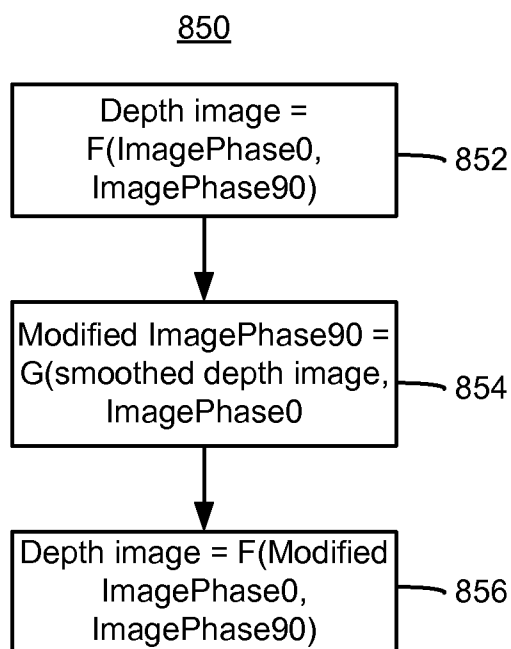 850
Depth image =
F(ImagePhase0,
ImagePhase90)
852
Modified ImagePhase90 =
G(smoothed depth image,
ImagePhase0
854
Depth image = F(Modified
ImagePhase0,
ImagePhase90)
856